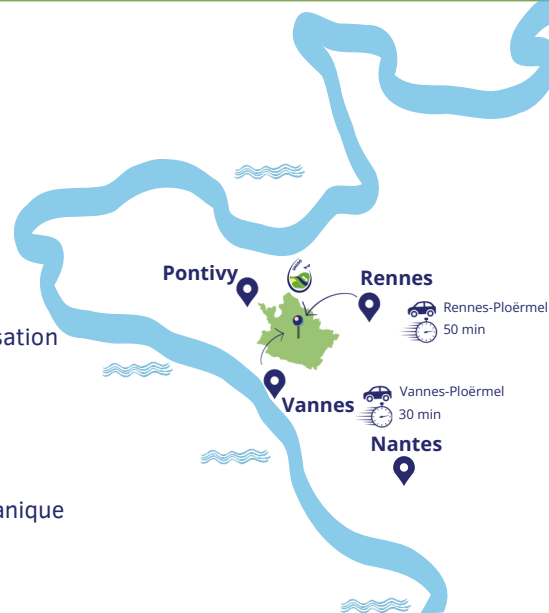 Pontivy
Rennes
Rennes-Ploërmel
50 min
sation
Vannes-Ploërmel
Vannes
30 min
Nantes
anique